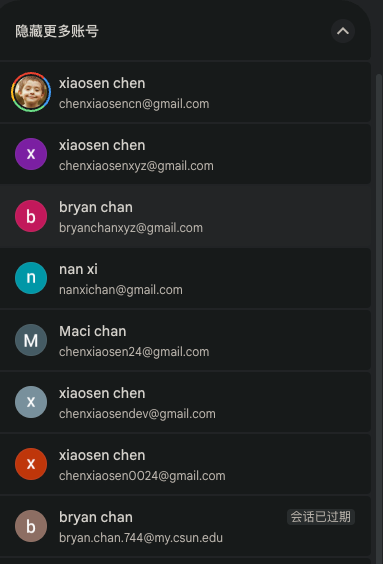 隐藏更多账号
xiaosen chen
chenxiaosencn@gmail.com
x
xiaosen chen
chenxiaosenxyz@gmail.com
b
bryan chan
bryanchanxyz@gmail.com
n
nan xi
nanxichan@gmail.com
M
Maci chan
chenxiaosen24@gmail.com
x
xiaosen chen
chenxiaosendev@gmail.com
x
xiaosen chen
chenxiaosen0024@gmail.com
b
bryan chan
会话已过期
bryan.chan.744@my.csun.edu